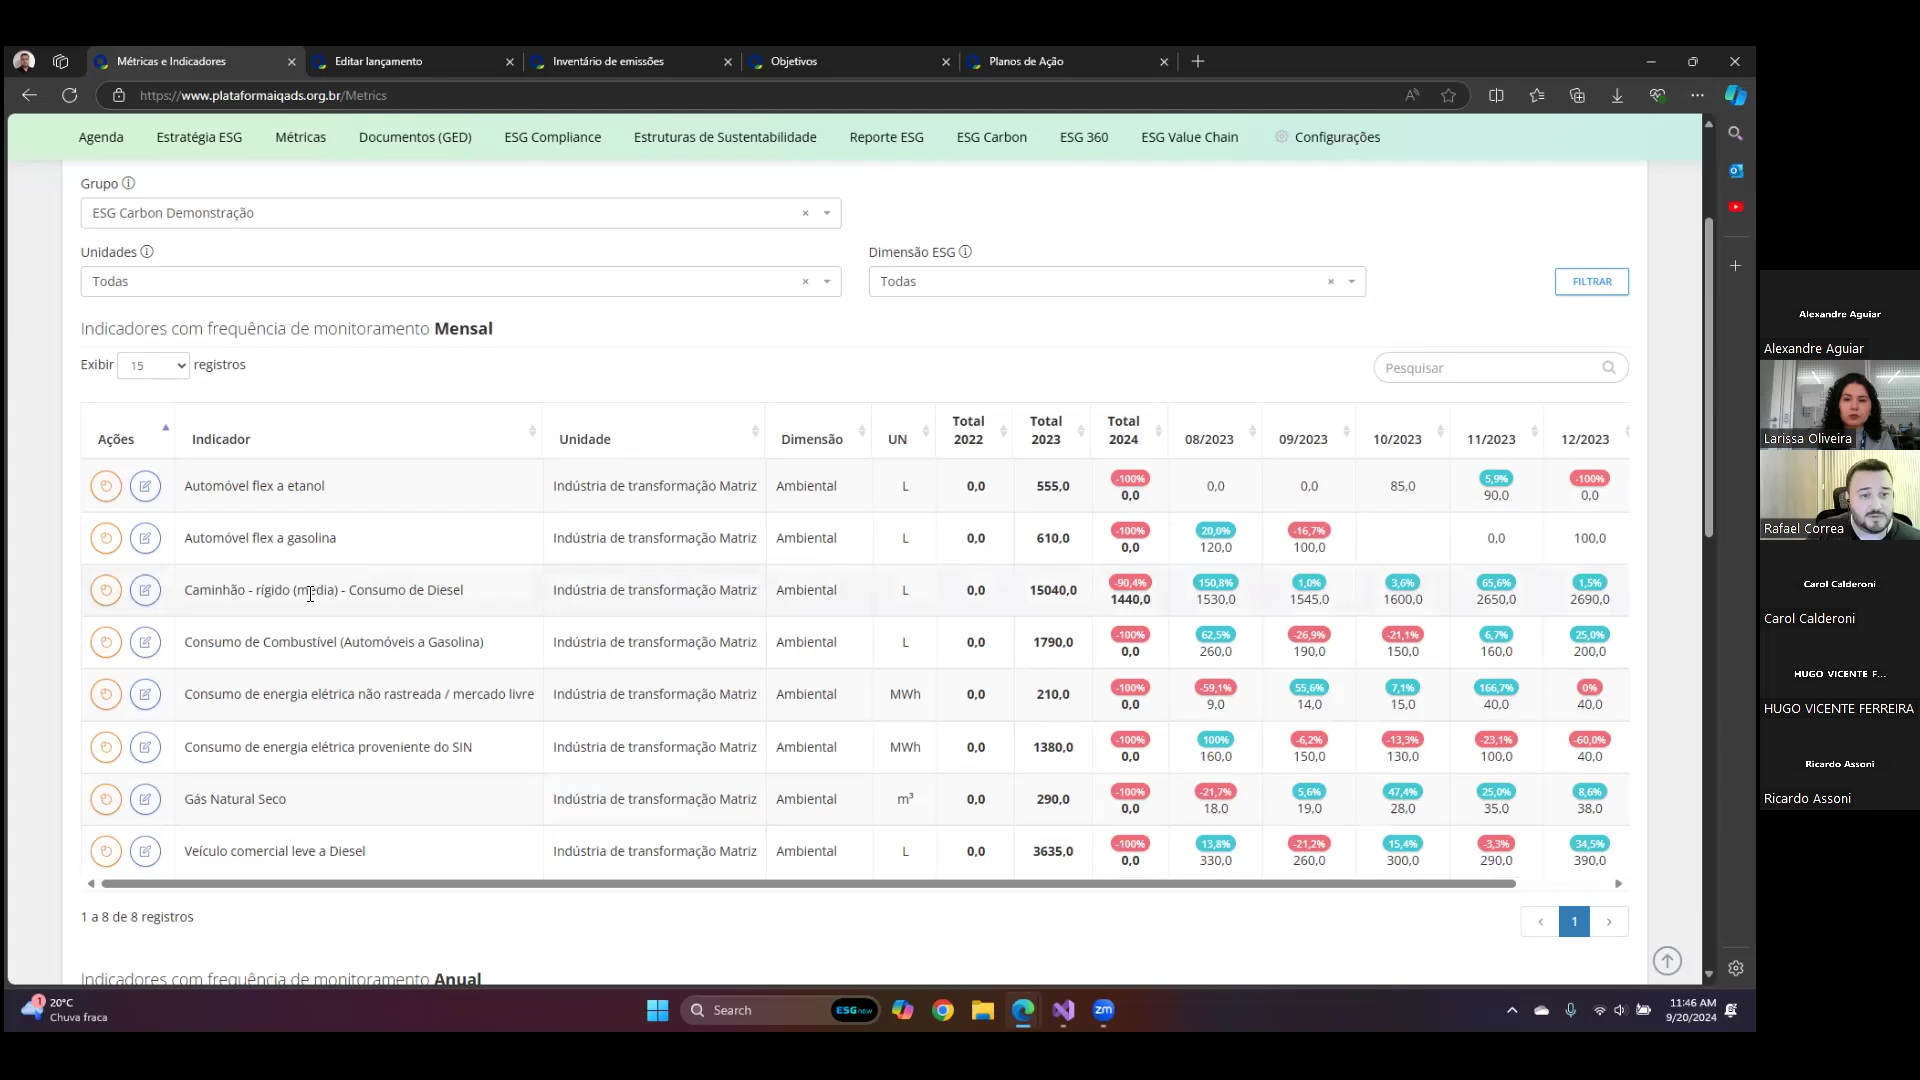 Métricas e Indicadores
Editar lançamento
Inventário de emissões
Objetivos
Planos de Ação
https://www.plataformaiqads.org.br/Metrics
Agenda Estratégia ESG Métricas Documentos (GED) ESG Compliance Estruturas de Sustentabilidade Reporte ESG ESG Carbon ESG 360 ESG Value Chain Configurações
Grupo
ESG Carbon Demonstração
Unidades Dimensão ESG
Todas Todas FILTRAR
Indicadores com frequência de monitoramento Mensal
Exibir 15 registros
Pesquisar
Ações Indicador Unidade Dimensão UN Total 2022 Total 2023 Total 2024 08/2023 09/2023 10/2023 11/2023 12/2023
Automóvel flex a etanol Indústria de transformação Matriz Ambiental L 0,0 555,0 -100% 0,0 0,0 0,0 85,0 5,9% 90,0 -100% 0,0
Automóvel flex a gasolina Indústria de transformação Matriz Ambiental L 0,0 610,0 -100% 0,0 20,0% 120,0 -16,7% 100,0 0,0 100,0
Caminhão - rígido (média) - Consumo de Diesel Indústria de transformação Matriz Ambiental L 0,0 15040,0 -90,4% 1440,0 150,8% 1530,0 1,0% 1545,0 3,6% 1600,0 65,6% 2650,0 1,5% 2690,0
Consumo de Combustível (Automóveis a Gasolina) Indústria de transformação Matriz Ambiental L 0,0 1790,0 -100% 0,0 62,5% 260,0 -26,9% 190,0 -21,1% 150,0 6,7% 160,0 25,0% 200,0
Consumo de energia elétrica não rastreada / mercado livre Indústria de transformação Matriz Ambiental MWh 0,0 210,0 -100% 0,0 -59,1% 9,0 55,6% 14,0 7,1% 15,0 166,7% 40,0 0% 40,0
Consumo de energia elétrica proveniente do SIN Indústria de transformação Matriz Ambiental MWh 0,0 1380,0 -100% 0,0 100% 160,0 -6,2% 150,0 -13,3% 130,0 -23,1% 100,0 -60,0% 40,0
Gás Natural Seco Indústria de transformação Matriz Ambiental m³ 0,0 290,0 -100% 0,0 -21,7% 18,0 5,6% 19,0 47,4% 28,0 25,0% 35,0 8,6% 38,0
Veículo comercial leve a Diesel Indústria de transformação Matriz Ambiental L 0,0 3635,0 -100% 0,0 13,8% 330,0 -21,2% 260,0 15,4% 300,0 -3,3% 290,0 34,5% 390,0
1 a 8 de 8 registros
‹ 1 ›
Indicadores com frequência de monitoramento Anual
Alexandre Aguiar
Alexandre Aguiar
Larissa Oliveira
Rafael Correa
Carol Calderoni
Carol Calderoni
HUGO VICENTE F...
HUGO VICENTE FERREIRA
Ricardo Assoni
Ricardo Assoni
1
20°C
Chuva fraca
Search
ESGnow
zm
11:46 AM
9/20/2024